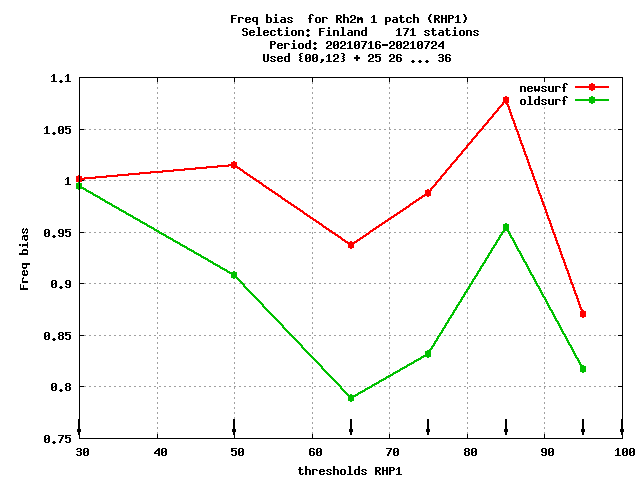 Freq bias  for Rh2m 1 patch (RHP1)
Selection: Finland    171 stations
Period: 20210716-20210724
Used {00,12} + 25 26 ... 36
newsurf
oldsurf
1.1
1.05
1
0.95
0.9
0.85
0.8
0.75
Freq bias
30 40 50 60 70 80 90 100
thresholds RHP1